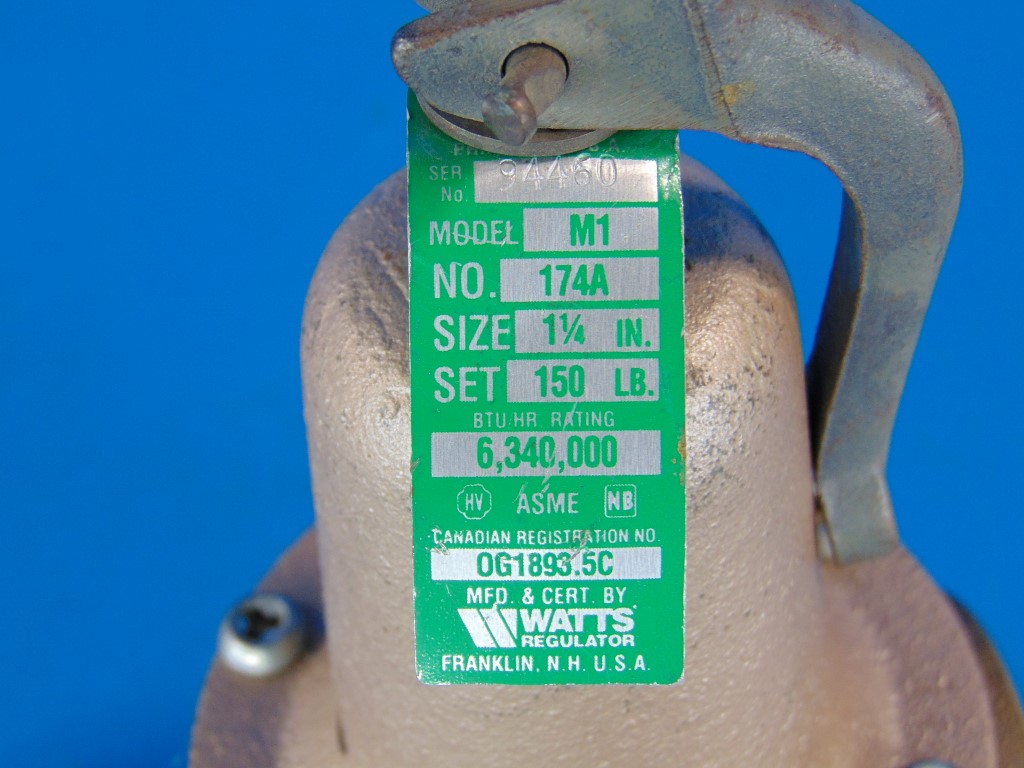 SER. 94460
No.
MODEL M1
NO. 174A
SIZE 1¼ IN.
SET 150 LB.
BTU/HR. RATING
6,340,000
HV ASME NB
CANADIAN REGISTRATION NO.
OG1893.5C
MFD. & CERT. BY
WATTS
REGULATOR
FRANKLIN, N.H. U.S.A.